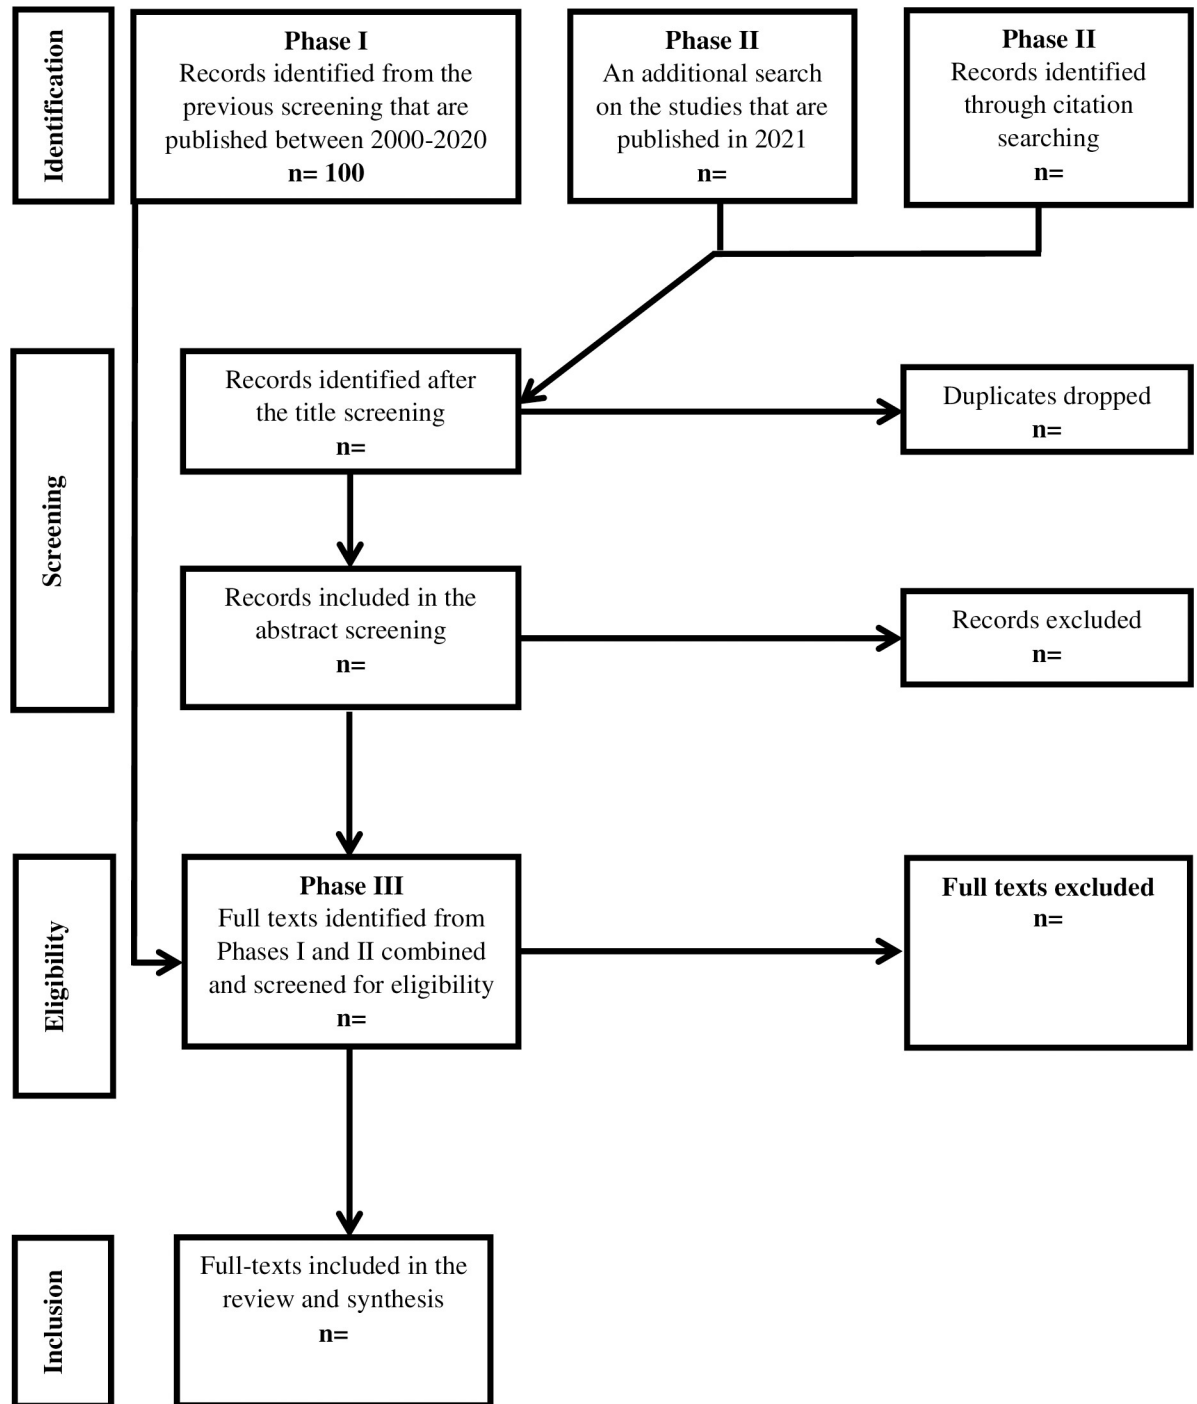 Identification
Phase I
Records identified from the
previous screening that are
published between 2000-2020
n= 100
Phase II
An additional search
on the studies that are
published in 2021
n=
Phase II
Records identified
through citation
searching
n=
Screening
Records identified after
the title screening
n=
Duplicates dropped
n=
Records included in the
abstract screening
n=
Records excluded
n=
Eligibility
Phase III
Full texts identified from
Phases I and II combined
and screened for eligibility
n=
Full texts excluded
n=
Inclusion
Full-texts included in the
review and synthesis
n=